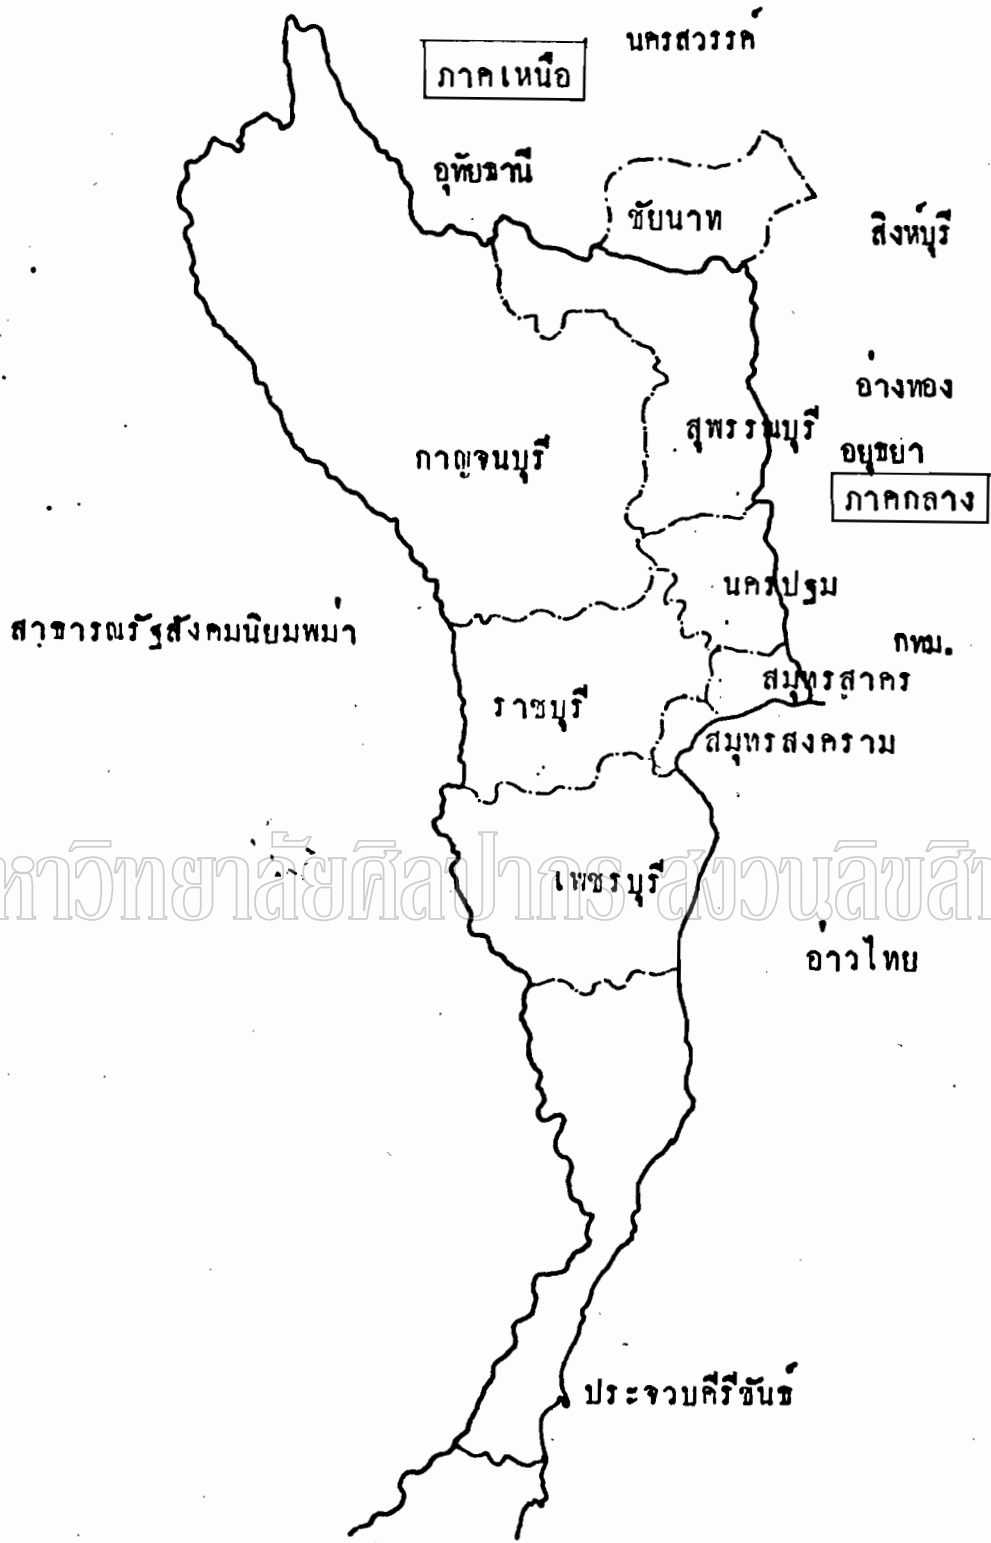 นครสวรรค์
ภาคเหนือ
อุทัยธานี
ชัยนาท
สิงห์บุรี
อ่างทอง
สุพรรณบุรี
อยุธยา
กาญจนบุรี
ภาคกลาง
นครปฐม
สาธารณรัฐสังคมนิยมพม่า
กทม.
สมุทรสาคร
ราชบุรี
สมุทรสงคราม
เพชรบุรี
หาวิทยาลัยศิลปากร สงวนลิขสิท
อ่าวไทย
ประจวบคีรีขันธ์